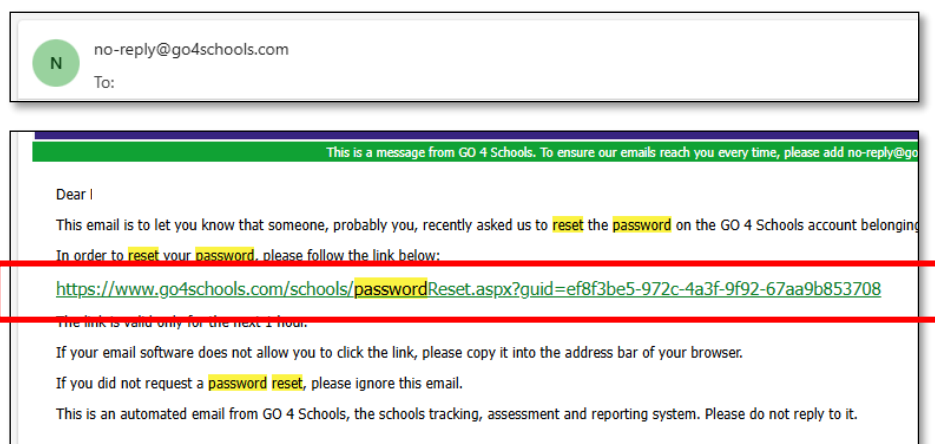 N
no-reply@go4schools.com
To:
This is a message from GO 4 Schools. To ensure our emails reach you every time, please add no-reply@go
Dear
This email is to let you know that someone, probably you, recently asked us to reset the password on the GO 4 Schools account belonging
In order to reset your password, please follow the link below:
https://www.go4schools.com/schools/passwordReset.aspx?guid=ef8f3be5-972c-4a3f-9f92-67aa9b853708
The link is valid only for the next 1 hour.
If your email software does not allow you to click the link, please copy it into the address bar of your browser.
If you did not request a password reset, please ignore this email.
This is an automated email from GO 4 Schools, the schools tracking, assessment and reporting system. Please do not reply to it.